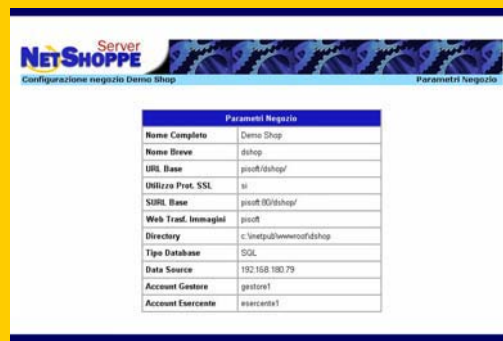 Server
NETSHOPPE
Configurazione negozio Demo Shop
Parametri Negozio
Parametri Negozio
Nome Completo Demo Shop
Nome Breve dshop
URL Base pisoft/dshop/
Utilizzo Prot. SSL si
SURL Base pisoft:80/dshop/
Web Trasf. Immagini pisoft
Directory c:\inetpub\wwwroot\dshop
Tipo Database SQL
Data Source 192.168.180.79
Account Gestore gestore1
Account Esercente esercente1